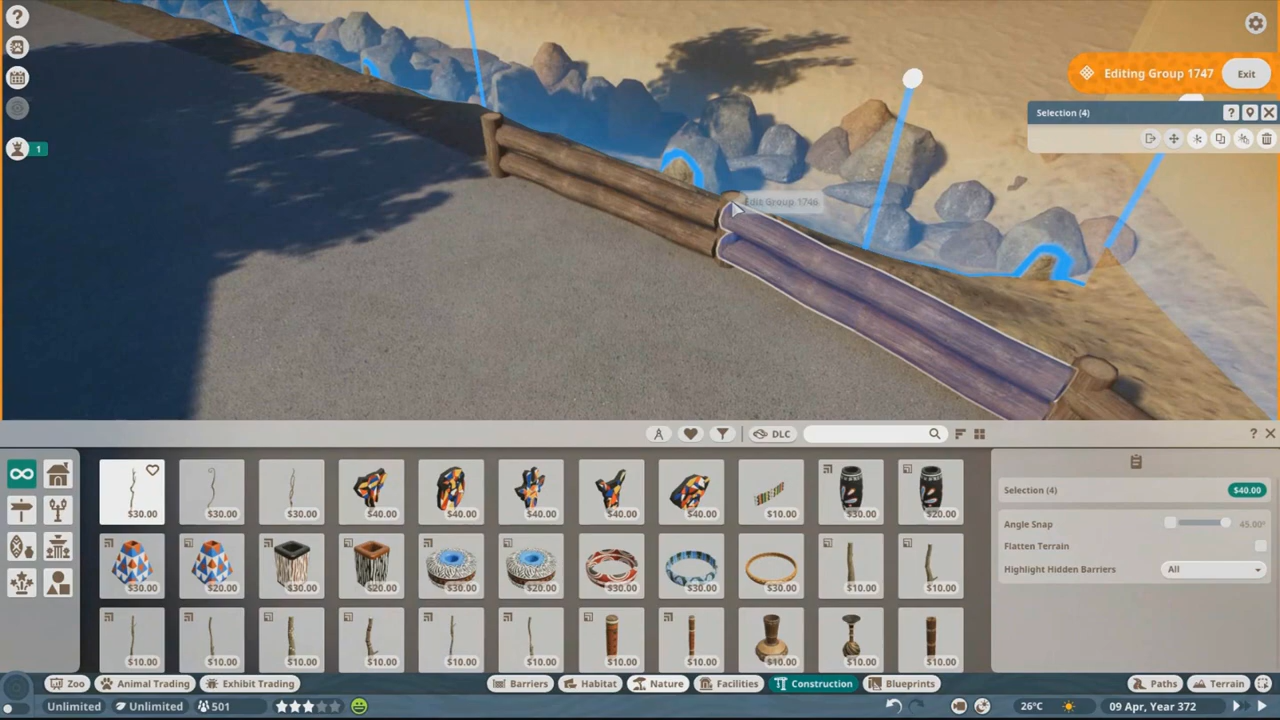 ?
Editing Group 1747
Exit
Selection (4)
?
1
Edit Group 1746
DLC
?
$30.00
$30.00
$30.00
$40.00
$40.00
$40.00
$40.00
$40.00
$10.00
$30.00
$20.00
Selection (4)
$40.00
Angle Snap
45.00°
Flatten Terrain
Highlight Hidden Barriers
All
$30.00
$20.00
$30.00
$20.00
$30.00
$20.00
$30.00
$30.00
$30.00
$10.00
$10.00
$10.00
$10.00
$10.00
$10.00
$10.00
$10.00
$10.00
$10.00
$10.00
$10.00
$10.00
Zoo
Animal Trading
Exhibit Trading
Barriers
Habitat
Nature
Facilities
Construction
Blueprints
Paths
Terrain
Unlimited
Unlimited
501
26°C
09 Apr, Year 372